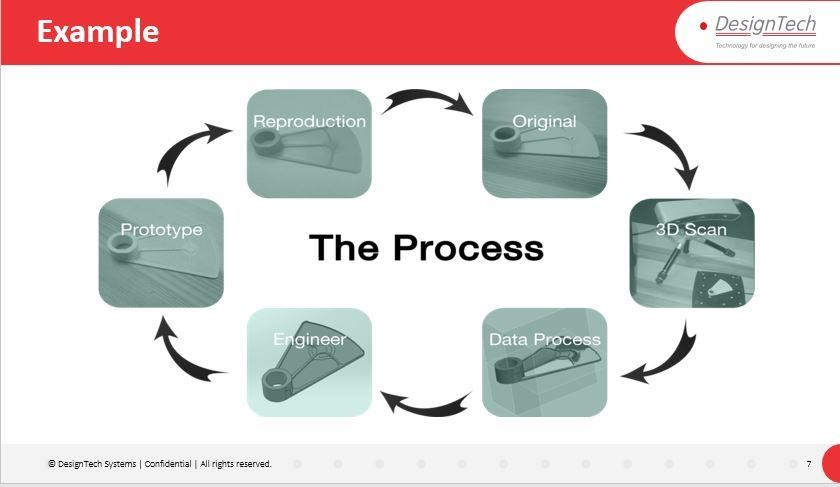 Example
DesignTech
Technology for designing the future
Reproduction
Original
Prototype
3D Scan
The Process
Engineer
Data Process
© DesignTech Systems | Confidential | All rights reserved.
7